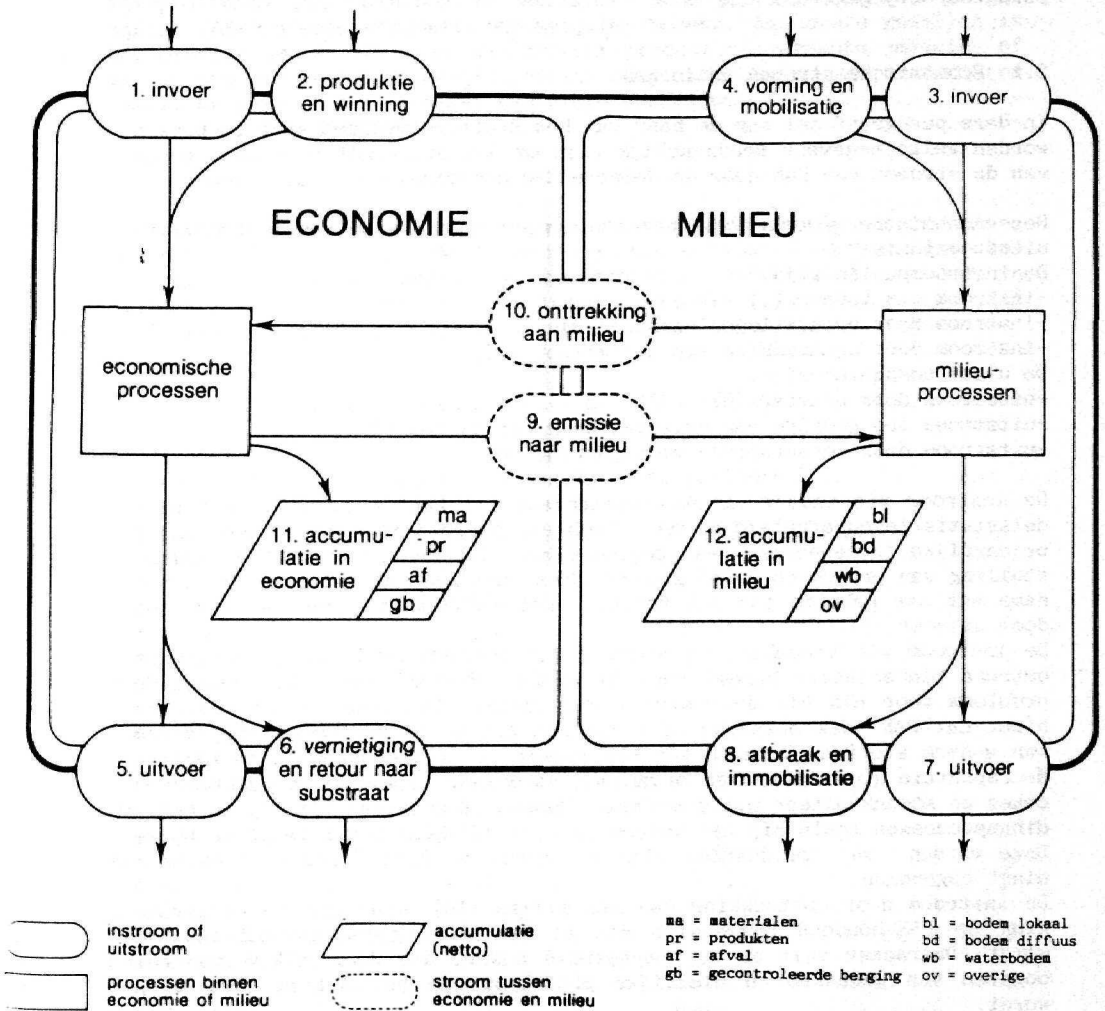 1. invoer
2. produktie
en winning
4. vorming en
mobilisatie
3. invoer
ECONOMIE
MILIEU
10. onttrekking
aan milieu
economische
processen
milieu-
processen
9. emissie
naar milieu
11. accumu-
latie in
economie
ma
pr
af
gb
12. accumu-
latie in
milieu
bl
bd
wb
ov
5. uitvoer
6. vernietiging
en retour naar
substraat
8. afbraak en
immobilisatie
7. uitvoer
instroom of
uitstroom
processen binnen
economie of milieu
accumulatie
(netto)
stroom tussen
economie en milieu
ma = materialen
pr = produkten
af = afval
gb = gecontroleerde berging
bl = bodem lokaal
bd = bodem diffuus
wb = waterbodem
ov = overige